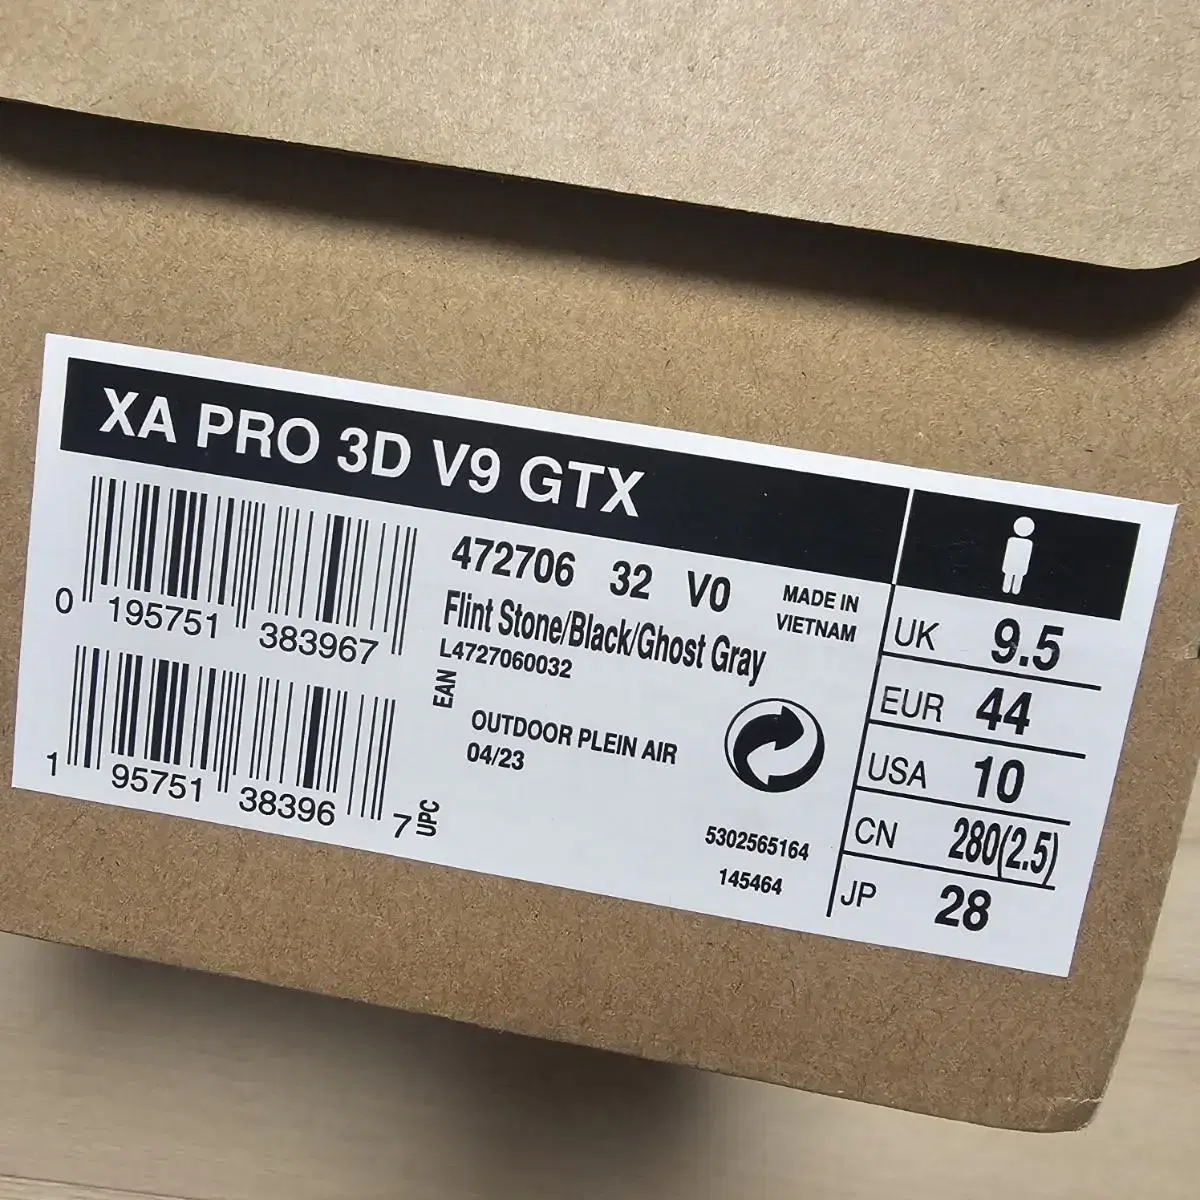 XA PRO 3D V9 GTX
0 195751 383967
472706 32 V0
Flint Stone/Black/Ghost Gray
L4727060032
MADE IN
VIETNAM
EAN
OUTDOOR PLEIN AIR
04/23
1 95751 38396 7
UPC
5302565164
145464
UK 9.5
EUR 44
USA 10
CN 280(2.5)
JP 28